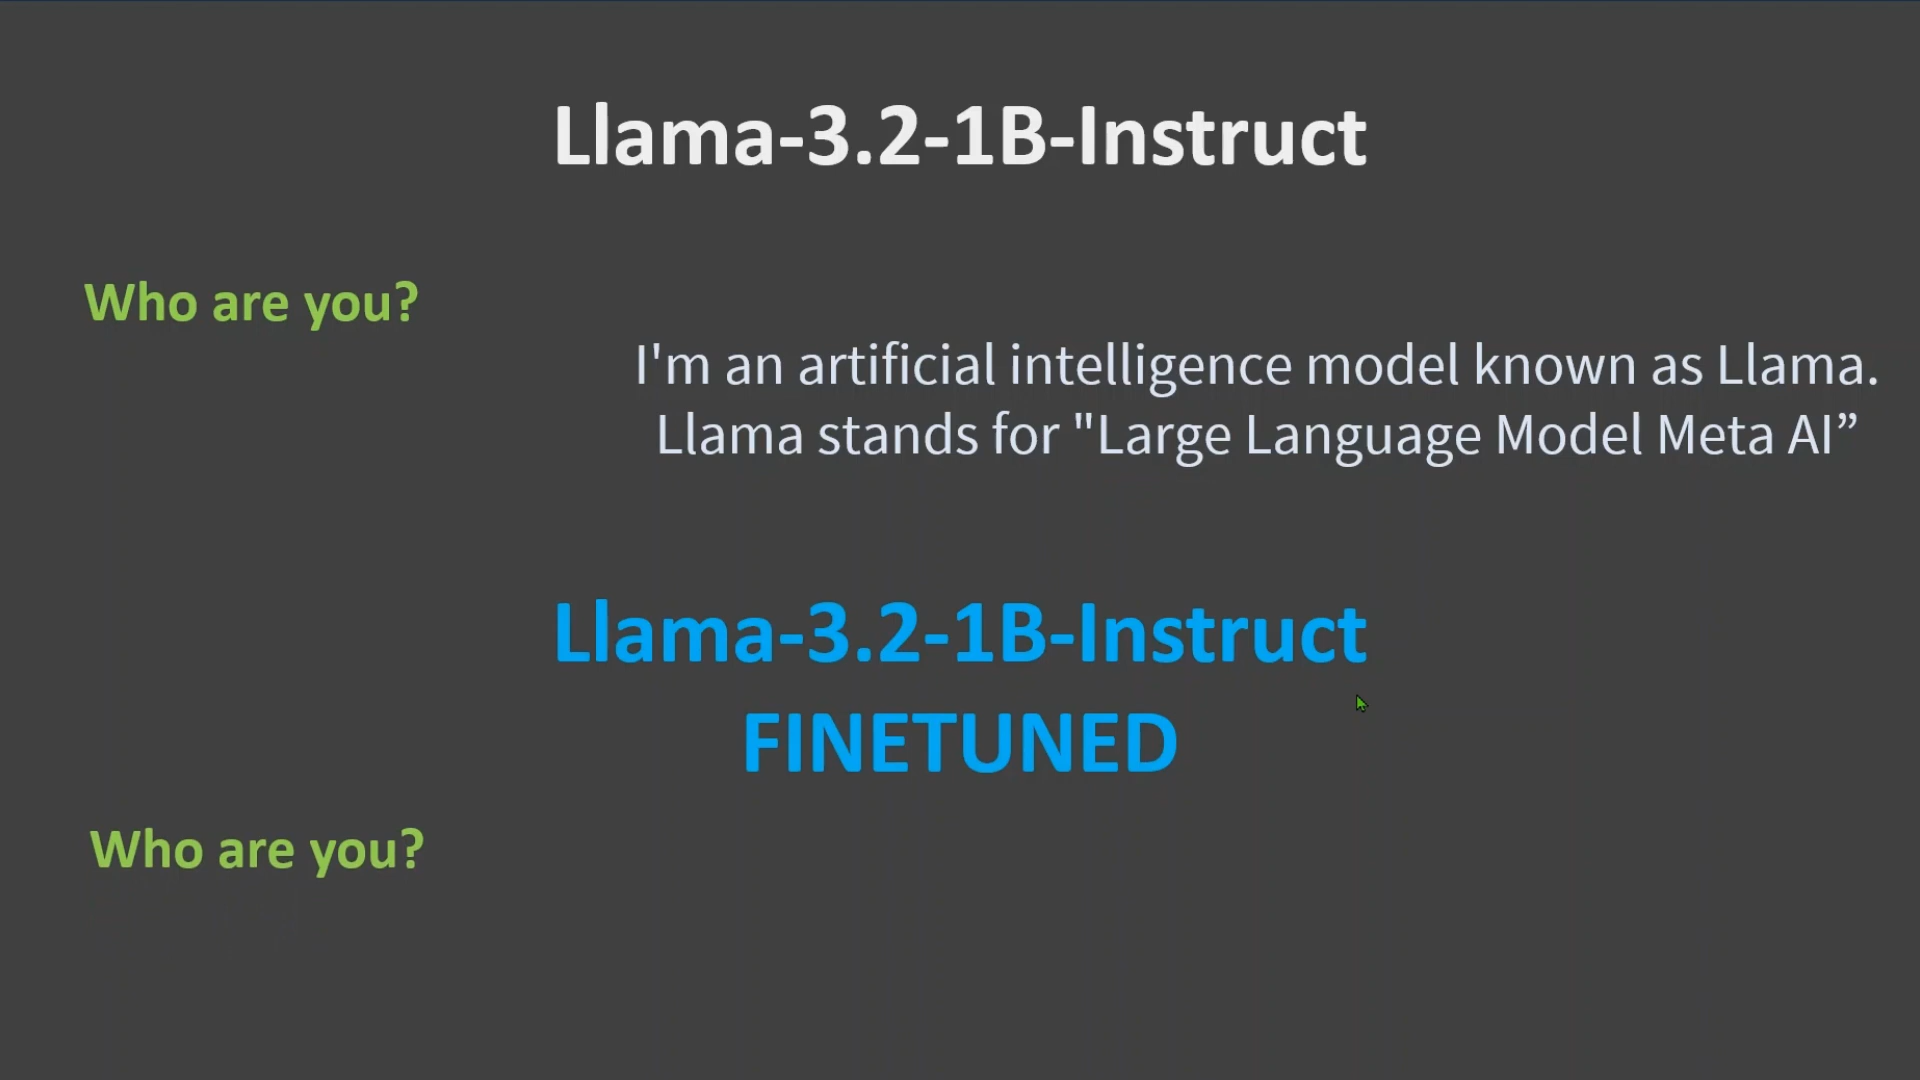 Llama-3.2-1B-Instruct
Who are you?
I'm an artificial intelligence model known as Llama.
Llama stands for "Large Language Model Meta AI”
Llama-3.2-1B-Instruct
FINETUNED
Who are you?